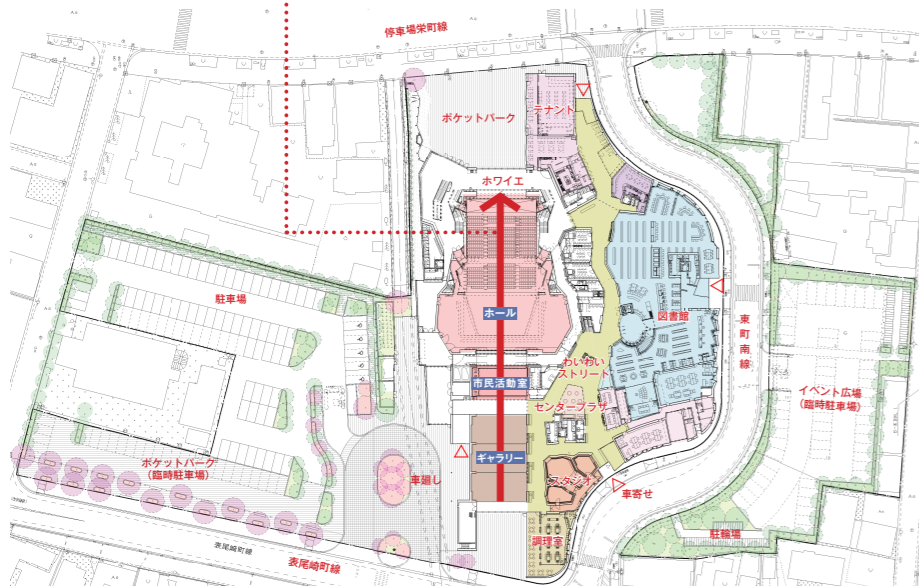 停車場栄町線
ポケットパーク
テナント
ホワイエ
駐車場
ホール
図書館
東町南線
わいわい
ストリート
市民活動室
センタープラザ
イベント広場
（臨時駐車場）
ギャラリー
ポケットパーク
（臨時駐車場）
車廻し
スタジオ
車寄せ
調理室
駐輪場
表尾崎町線
表尾崎町線